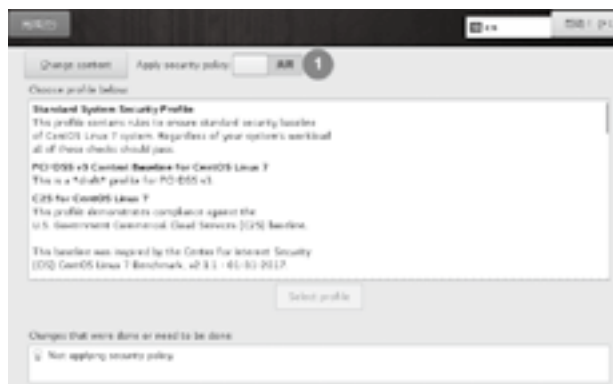 Change content Apply security policy: 1
Choose profile below:
Standard System Security Profile
This profile contains rules to ensure standard security baseline
of CentOS Linux 7 system. Regardless of your system's workload
all of these checks should pass.
PCI-DSS v3 Control Baseline for CentOS Linux 7
This is a *draft* profile for PCI-DSS v3.
C2S for CentOS Linux 7
This profile demonstrates compliance against the
U.S. Government Commercial Cloud Services (C2S) baseline.
This baseline was inspired by the Center for Internet Security
(CIS) CentOS Linux 7 Benchmark, v2.1.1 - 01-31-2017.
Select profile
Changes that were done or need to be done:
Not applying security policy